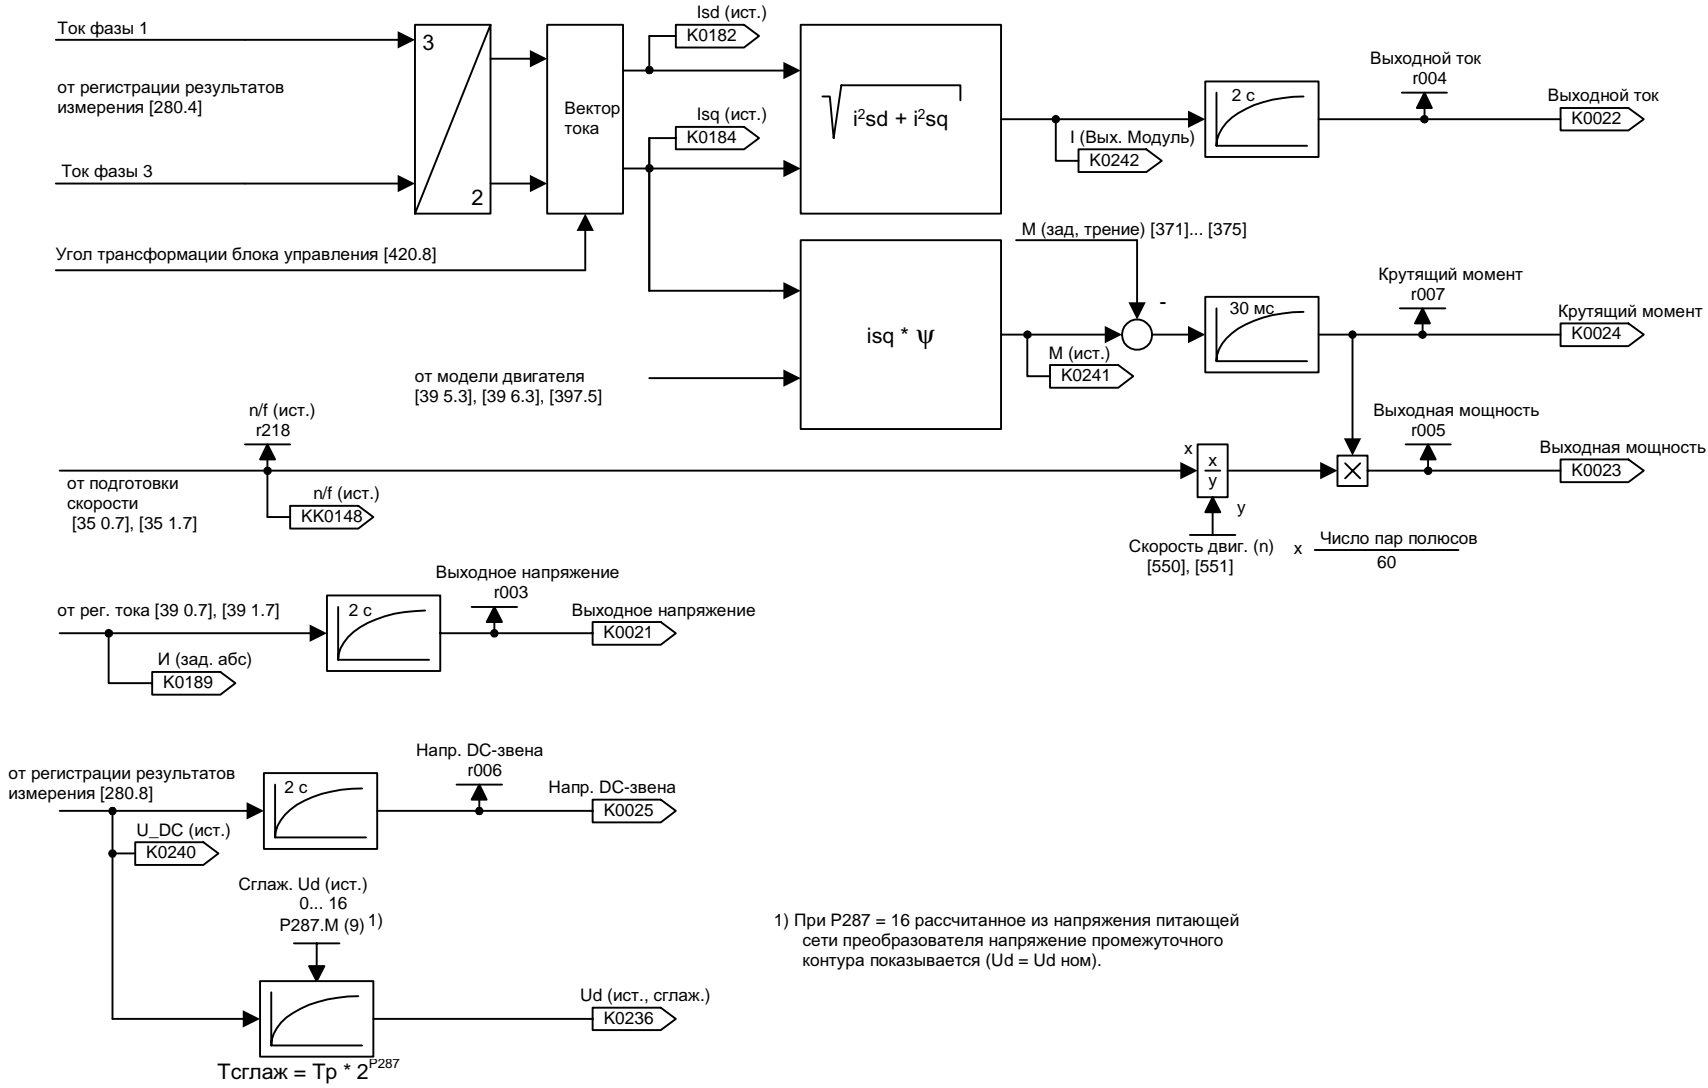 Isd (ист.)
K0182
Ток фазы 1
3
от регистрации результатов
измерения [280.4]
Вектор
тока
Isq (ист.)
K0184
√ i²sd + i²sq
I (Вых. Модуль)
K0242
2 с
Выходной ток
r004
Выходной ток
K0022
Ток фазы 3
2
Угол трансформации блока управления [420.8]
М (зад, трение) [371]... [375]
-
isq * ψ
М (ист.)
K0241
30 мс
Крутящий момент
r007
Крутящий момент
K0024
от модели двигателя
[39 5.3], [39 6.3], [397.5]
n/f (ист.)
r218
от подготовки
скорости
[35 0.7], [35 1.7]
n/f (ист.)
KK0148
x
x
y
y
Скорость двиг. (n)
[550], [551]
x
Число пар полюсов
60
Выходная мощность
r005
Выходная мощность
K0023
Выходное напряжение
r003
от рег. тока [39 0.7], [39 1.7]
2 с
Выходное напряжение
K0021
И (зад. абс)
K0189
Напр. DC-звена
r006
от регистрации результатов
измерения [280.8]
2 с
Напр. DC-звена
K0025
U_DC (ист.)
K0240
Сглаж. Ud (ист.)
0... 16
P287.M (9) 1)
Ud (ист., сглаж.)
K0236
Тсглаж = Тр * 2^P287
1) При P287 = 16 рассчитанное из напряжения питающей
сети преобразователя напряжение промежуточного
контура показывается (Ud = Ud ном).